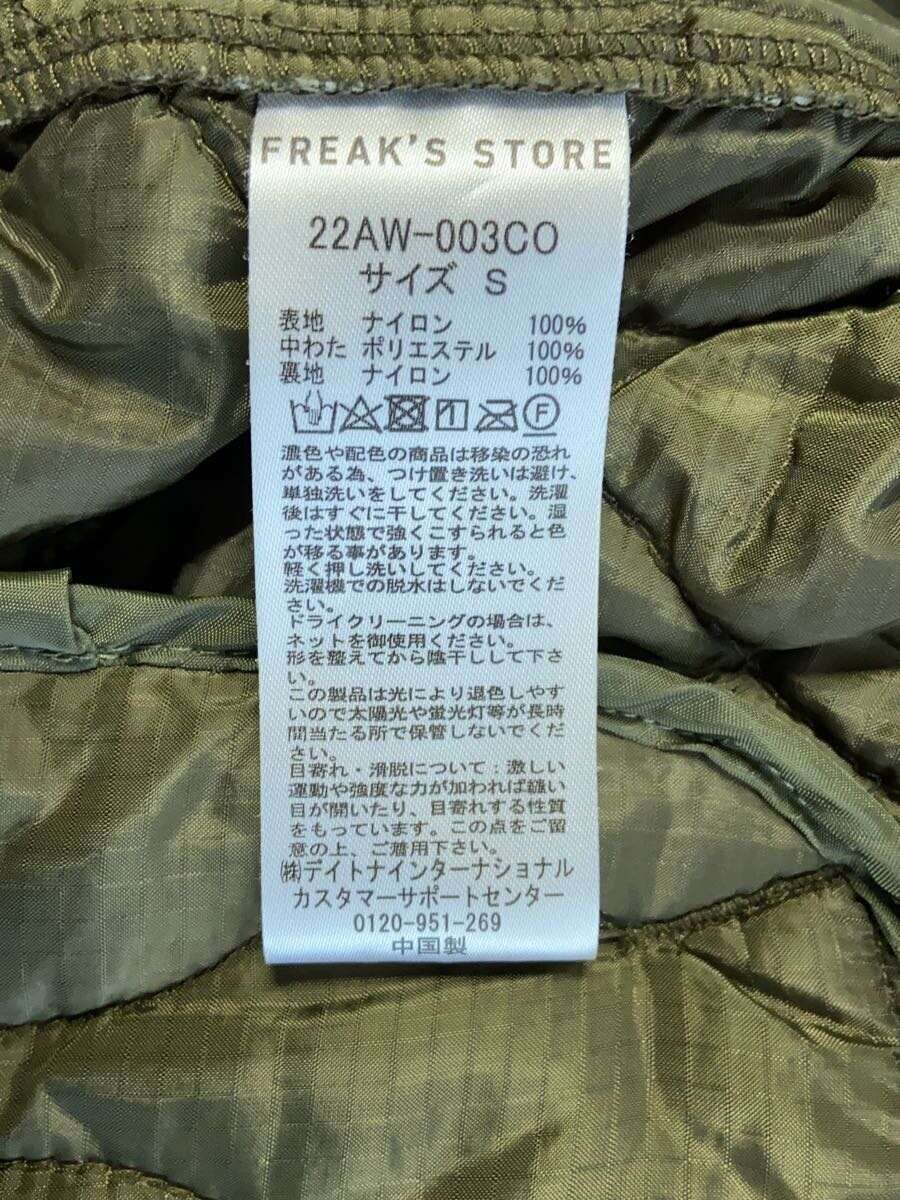 FREAK'S STORE
22AW-003CO
サイズ S
表地 ナイロン 100%
中わた ポリエステル 100%
裏地 ナイロン 100%
F
濃色や配色の商品は移染の恐れ
がある為、つけ置き洗いは避け、
単独洗いをしてください。洗濯
後はすぐに干してください。湿
った状態で強くこすられると色
が移る事があります。
軽く押し洗いしてください。
洗濯機での脱水はしないでくだ
さい。
ドライクリーニングの場合は、
ネットを御使用ください。
形を整えてから陰干しして下さ
い。
この製品は光により退色しやす
いので太陽光や蛍光灯等が長時
間当たる所で保管しないでくだ
さい。
目寄れ・滑脱について：激しい
運動や強度な力が加われば縫い
目が開いたり、目寄れする性質
をもっています。この点をご留
意の上、ご着用下さい。
㈱デイトナインターナショナル
カスタマーサポートセンター
0120-951-269
中国製